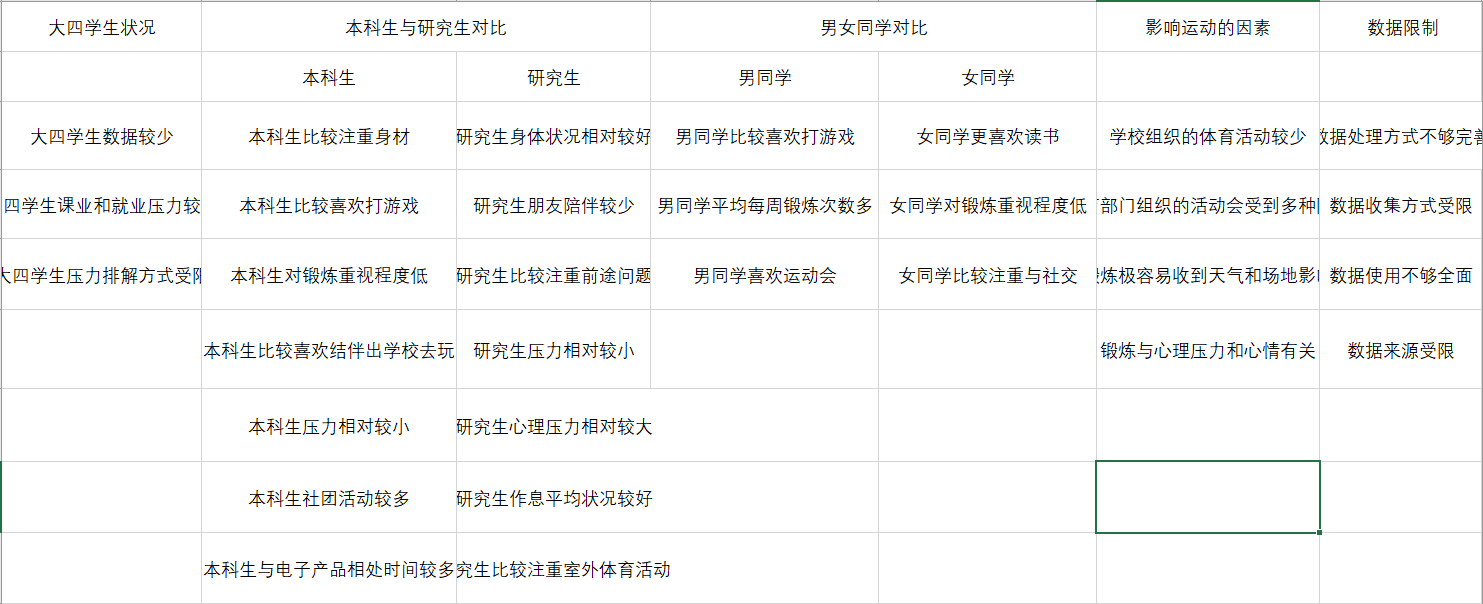 大四学生状况 本科生与研究生对比 男女同学对比 影响运动的因素 数据限制
本科生 研究生 男同学 女同学
大四学生数据较少 本科生比较注重身材 研究生身体状况相对较好 男同学比较喜欢打游戏 女同学更喜欢读书 学校组织的体育活动较少 数据处理方式不够完善
四学生课业和就业压力较 本科生比较喜欢打游戏 研究生朋友陪伴较少 男同学平均每周锻炼次数多 女同学对锻炼重视程度低 部门组织的活动会受到多种 数据收集方式受限
大四学生压力排解方式受限 本科生对锻炼重视程度低 研究生比较注重前途问题 男同学喜欢运动会 女同学比较注重与社交 炼极容易收到天气和场地影 数据使用不够全面
本科生比较喜欢结伴出学校去玩 研究生压力相对较小 锻炼与心理压力和心情有关 数据来源受限
本科生压力相对较小 研究生心理压力相对较大
本科生社团活动较多 研究生作息平均状况较好
本科生与电子产品相处时间较多 究生比较注重室外体育活动